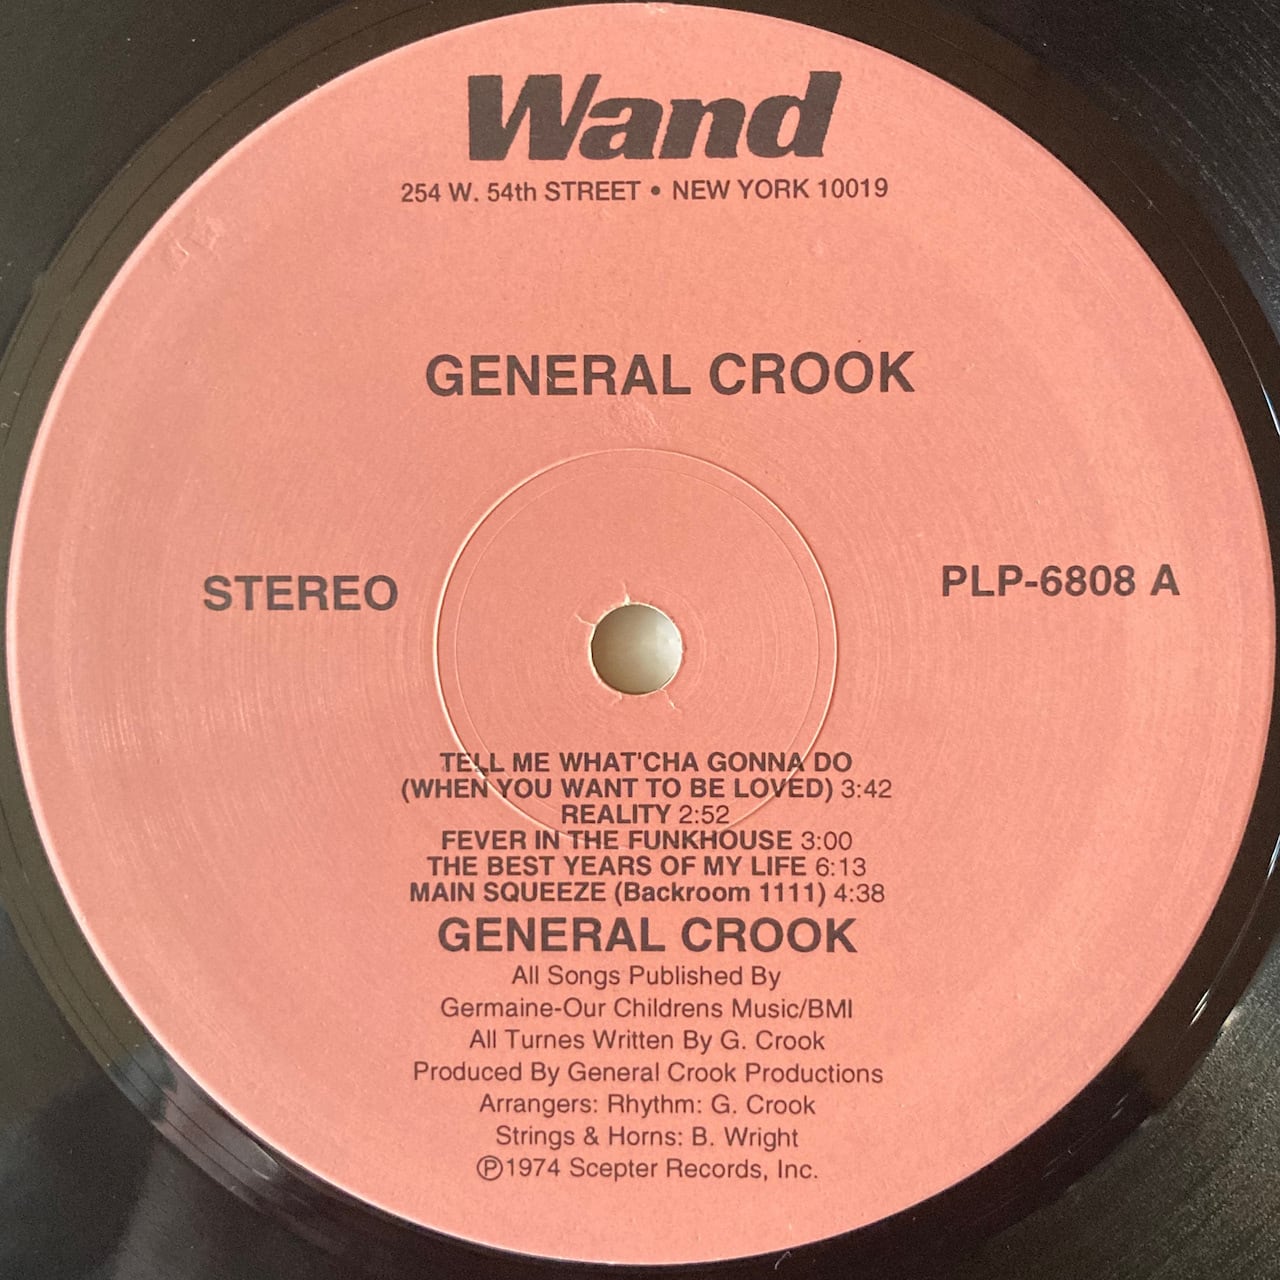 Wand
254 W. 54th STREET • NEW YORK 10019
GENERAL CROOK
STEREO
PLP-6808 A
TELL ME WHAT'CHA GONNA DO
(WHEN YOU WANT TO BE LOVED) 3:42
REALITY 2:52
FEVER IN THE FUNKHOUSE 3:00
THE BEST YEARS OF MY LIFE 6:13
MAIN SQUEEZE (Backroom 1111) 4:38
GENERAL CROOK
All Songs Published By
Germaine-Our Childrens Music/BMI
All Turnes Written By G. Crook
Produced By General Crook Productions
Arrangers: Rhythm: G. Crook
Strings & Horns: B. Wright
℗1974 Scepter Records, Inc.